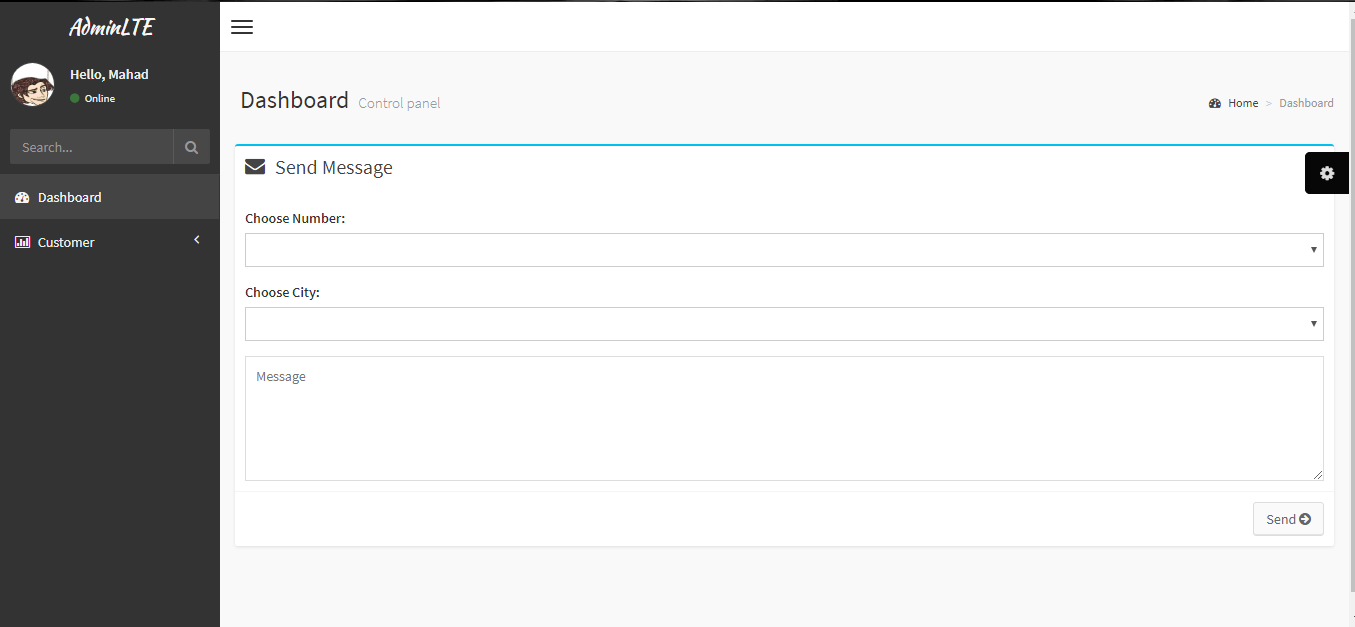 AdminLTE
Hello, Mahad
Online
Search...
Dashboard
Customer
Dashboard Control panel
Home > Dashboard
Send Message
Choose Number:
Choose City:
Message
Send